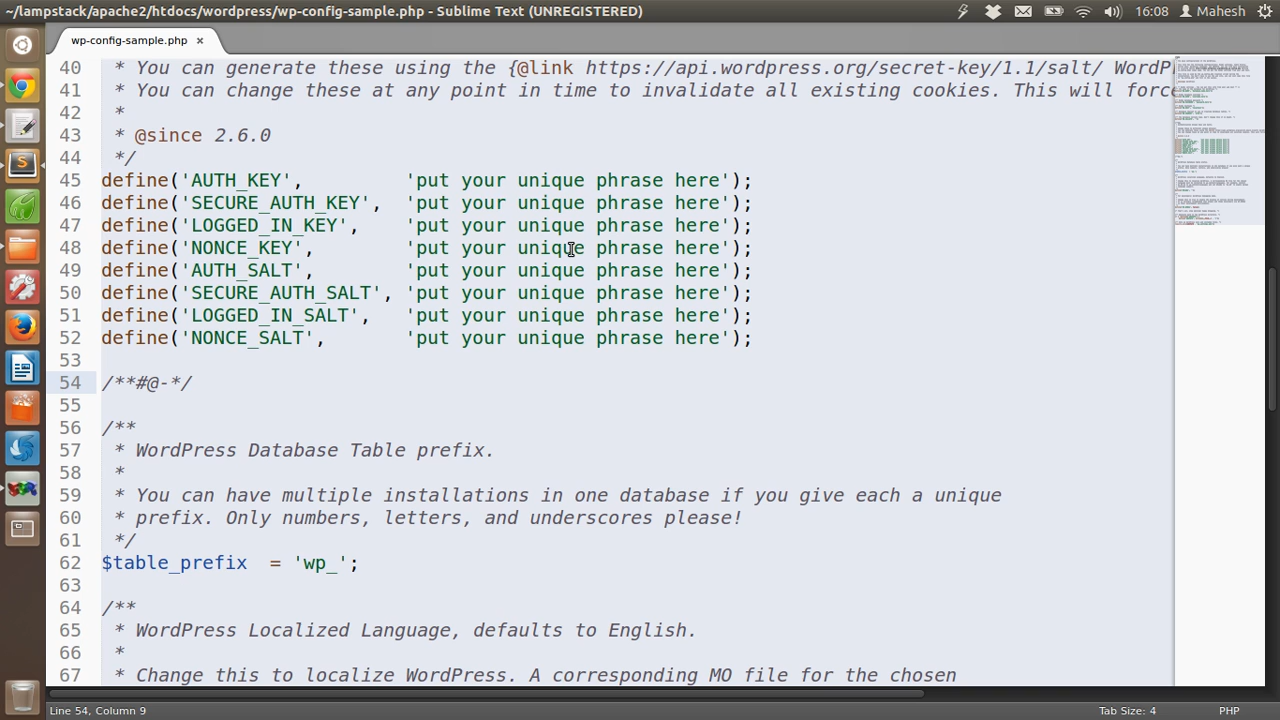 ~/lampstack/apache2/htdocs/wordpress/wp-config-sample.php - Sublime Text (UNREGISTERED) 16:08 Mahesh
wp-config-sample.php ×
40 * You can generate these using the {@link https://api.wordpress.org/secret-key/1.1/salt/ WordP
41 * You can change these at any point in time to invalidate all existing cookies. This will force
42 *
43 * @since 2.6.0
44 */
45 define('AUTH_KEY', 'put your unique phrase here');
46 define('SECURE_AUTH_KEY', 'put your unique phrase here');
47 define('LOGGED_IN_KEY', 'put your unique phrase here');
48 define('NONCE_KEY', 'put your unique phrase here');
49 define('AUTH_SALT', 'put your unique phrase here');
50 define('SECURE_AUTH_SALT', 'put your unique phrase here');
51 define('LOGGED_IN_SALT', 'put your unique phrase here');
52 define('NONCE_SALT', 'put your unique phrase here');
53
54 /**#@-*/
55
56 /**
57 * WordPress Database Table prefix.
58 *
59 * You can have multiple installations in one database if you give each a unique
60 * prefix. Only numbers, letters, and underscores please!
61 */
62 $table_prefix = 'wp_';
63
64 /**
65 * WordPress Localized Language, defaults to English.
66 *
67 * Change this to localize WordPress. A corresponding MO file for the chosen
Line 54, Column 9 Tab Size: 4 PHP